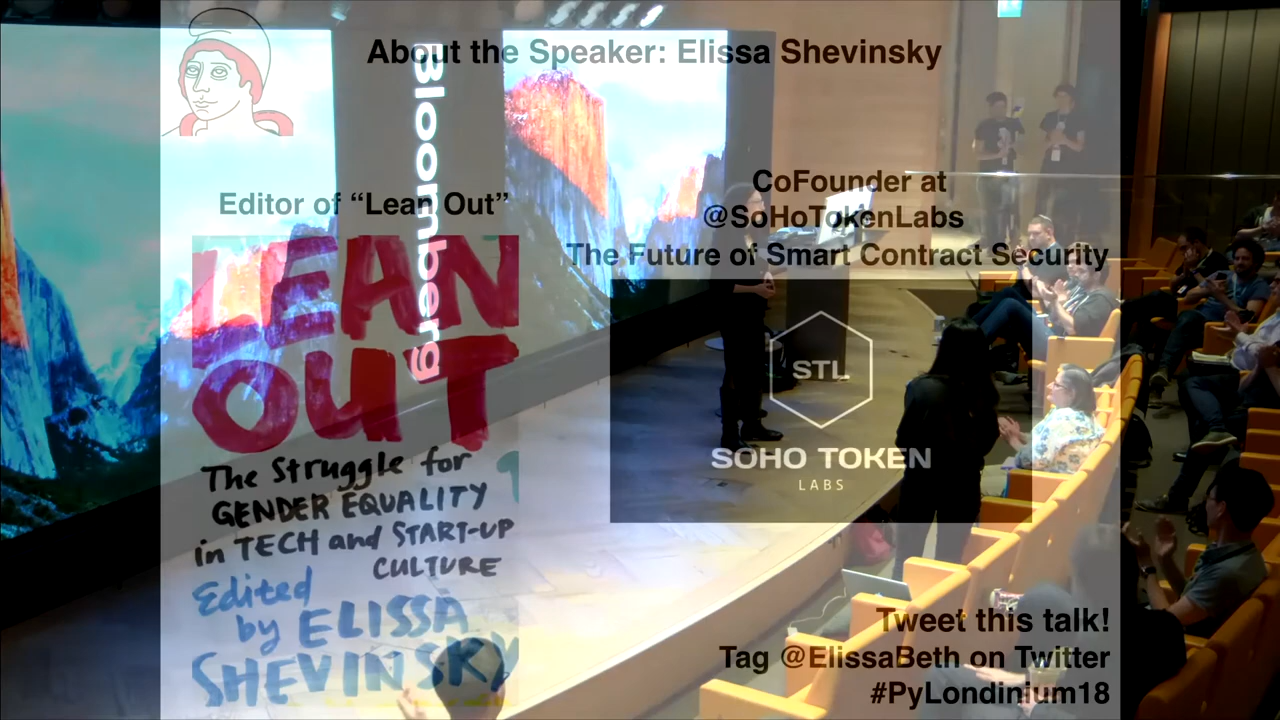 About the Speaker: Elissa Shevinsky
Bloomberg
Editor of “Lean Out”
LEAN
OUT
The Struggle for
GENDER EQUALITY
in TECH and START-UP
CULTURE
Edited
by ELISSA
SHEVINSKY
CoFounder at
@SoHoTokenLabs
The Future of Smart Contract Security
STL
SOHO TOKEN
LABS
Tweet this talk!
Tag @ElissaBeth on Twitter
#PyLondinium18